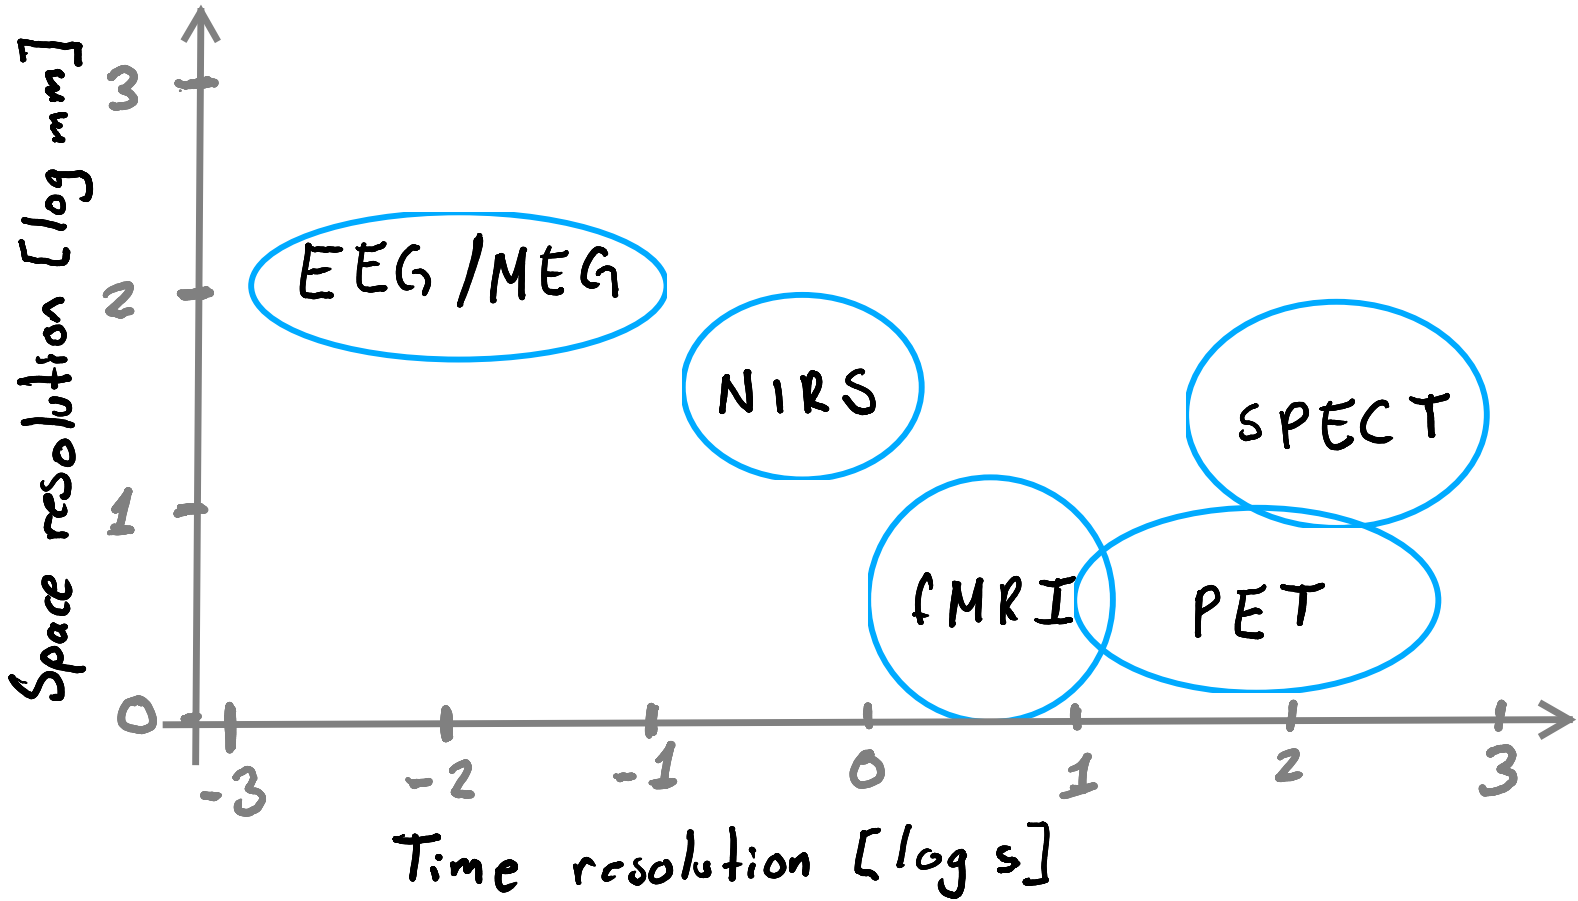 Space resolution [log mm]
3
2
1
0
EEG/MEG
NIRS
SPECT
fMRI
PET
-3 -2 -1 0 1 2 3
Time resolution [log s]